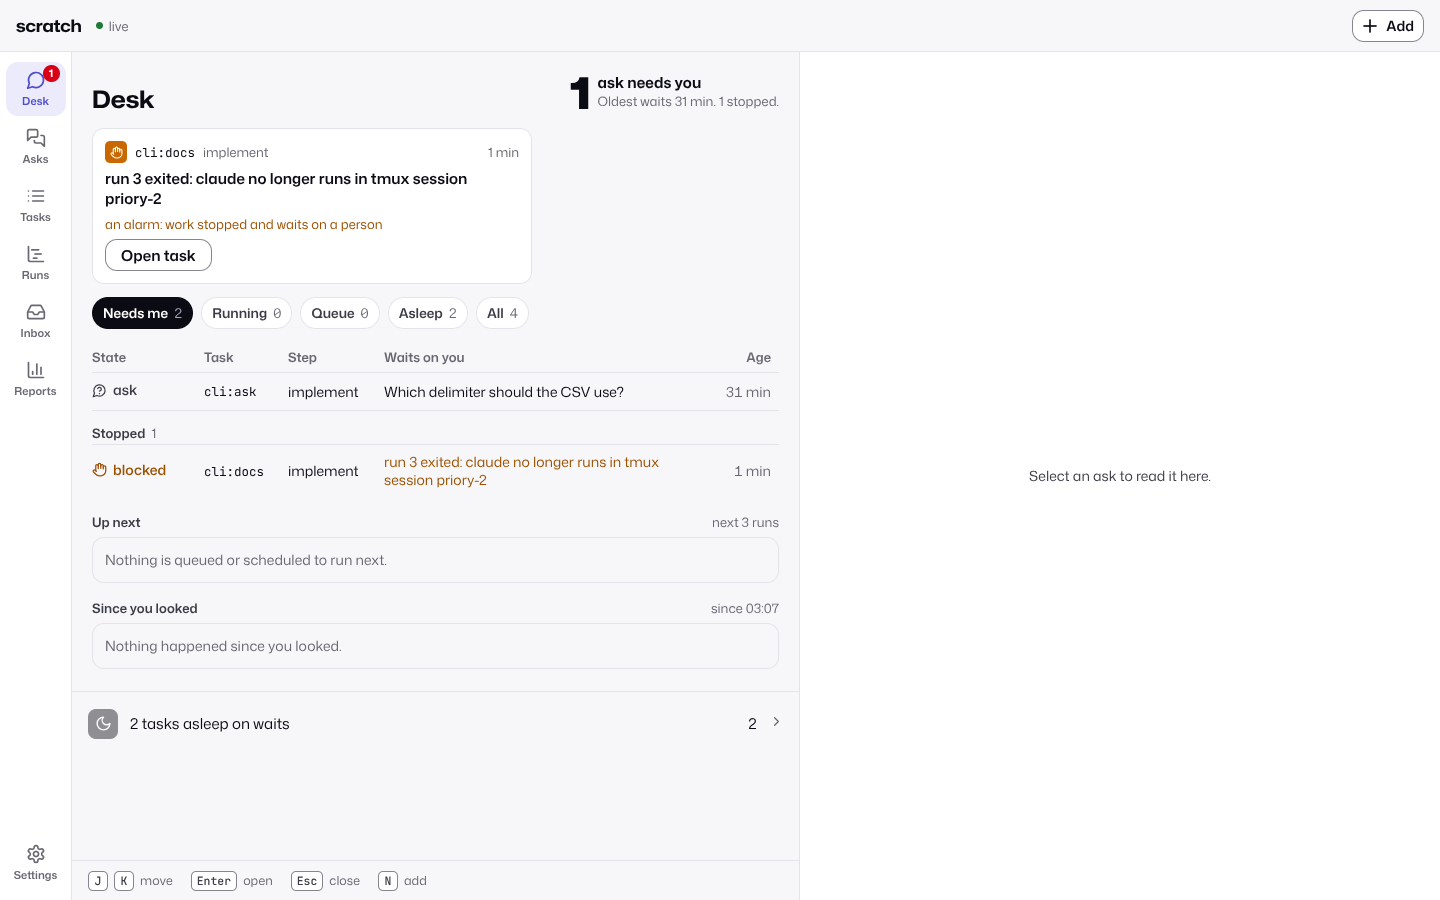 scratch live
Add
1
Desk
Asks
Tasks
Runs
Inbox
Reports
Settings
Desk
1 ask needs you
Oldest waits 31 min. 1 stopped.
cli:docs implement 1 min
run 3 exited: claude no longer runs in tmux session
priory-2
an alarm: work stopped and waits on a person
Open task
Needs me 2 Running 0 Queue 0 Asleep 2 All 4
State Task Step Waits on you Age
ask cli:ask implement Which delimiter should the CSV use? 31 min
Stopped 1
blocked cli:docs implement run 3 exited: claude no longer runs in tmux 1 min
session priory-2
Up next next 3 runs
Nothing is queued or scheduled to run next.
Since you looked since 03:07
Nothing happened since you looked.
2 tasks asleep on waits 2
J K move Enter open Esc close N add
Select an ask to read it here.